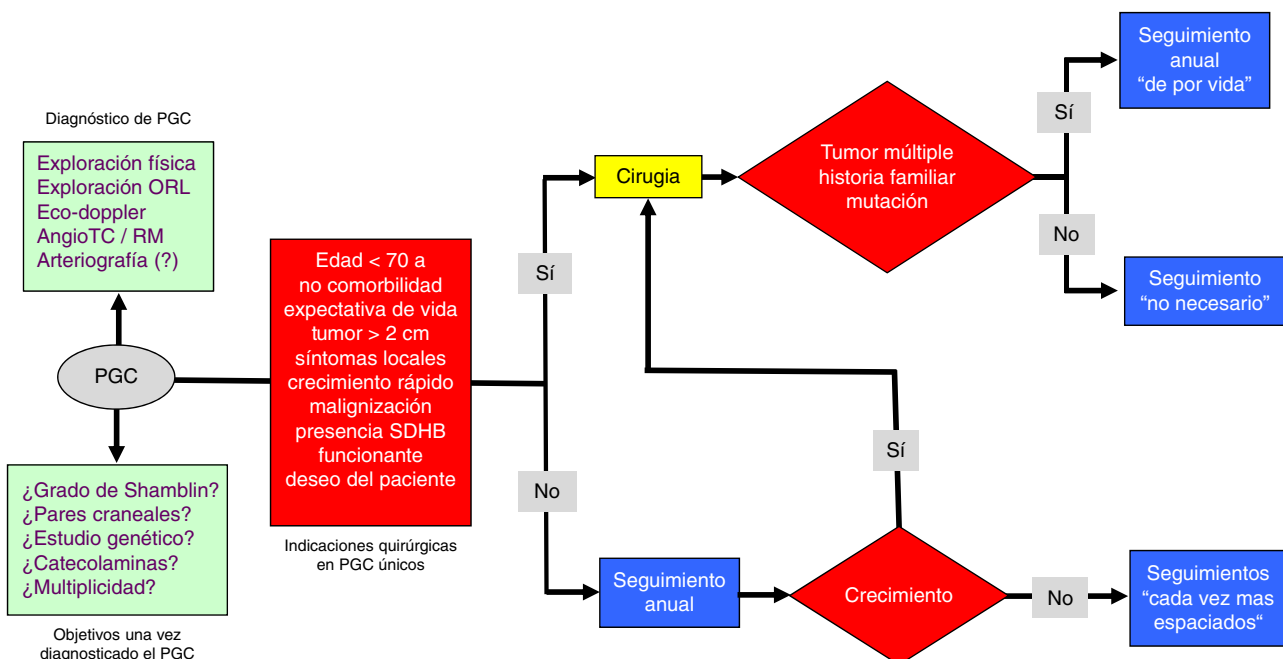 Diagnóstico de PGC
Exploración física
Exploración ORL
Eco-doppler
AngioTC / RM
Arteriografía (?)
PGC
¿Grado de Shamblin?
¿Pares craneales?
¿Estudio genético?
¿Catecolaminas?
¿Multiplicidad?
Objetivos una vez
diagnosticado el PGC
Edad < 70 a
no comorbilidad
expectativa de vida
tumor > 2 cm
síntomas locales
crecimiento rápido
malignización
presencia SDHB
funcionante
deseo del paciente
Indicaciones quirúrgicas
en PGC únicos
Sí
No
Cirugia
Tumor múltiple
historia familiar
mutación
Sí
No
Seguimiento
anual
“de por vida”
Seguimiento
“no necesario”
Seguimiento
anual
Crecimiento
Sí
No
Seguimientos
“cada vez mas
espaciados“